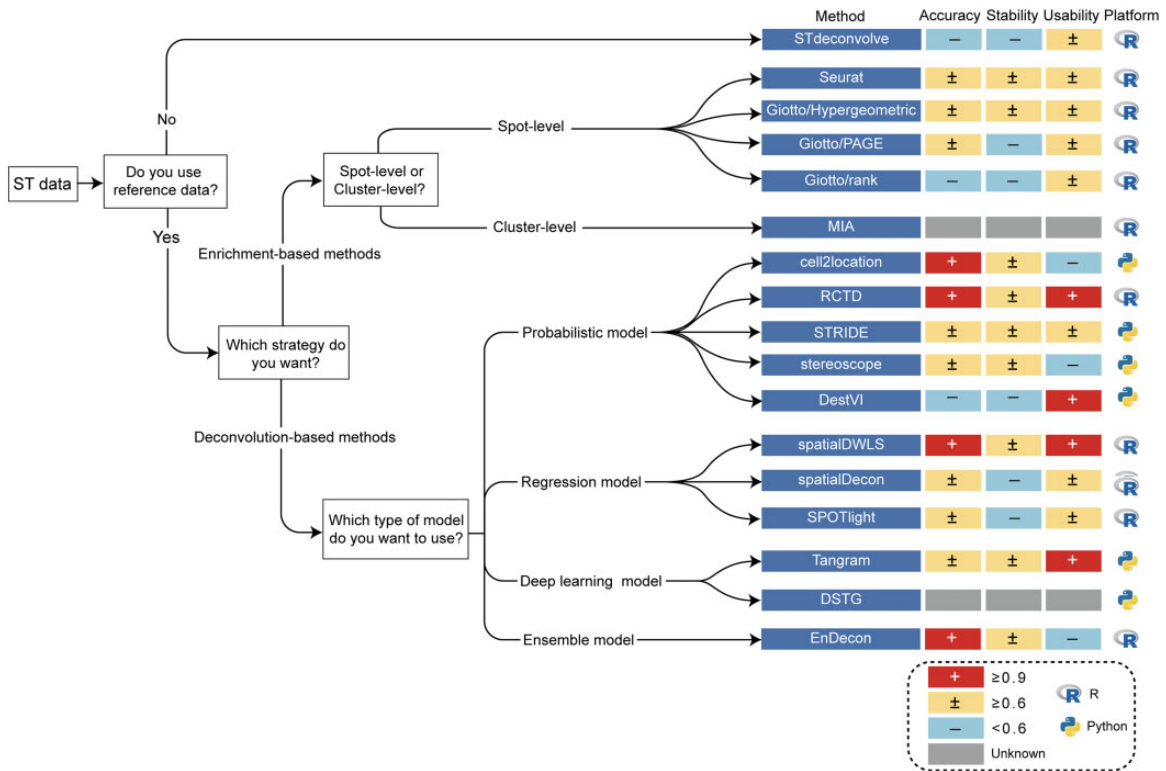 Method Accuracy Stability Usability Platform
STdeconvolve − − ± R
No
Seurat ± ± ± R
Giotto/Hypergeometric ± ± ± R
Spot-level
Giotto/PAGE ± − ± R
Giotto/rank − − ± R
ST data
Do you use
reference data?
Spot-level or
Cluster-level?
Yes
Cluster-level
MIA R
Enrichment-based methods
cell2location + ± −
RCTD + ± + R
Probabilistic model
STRIDE ± ± ±
stereoscope ± ± −
DestVI − − +
Which strategy do
you want?
Deconvolution-based methods
spatialDWLS + ± + R
Regression model
spatialDecon ± − ± R
SPOTlight ± − ± R
Which type of model
do you want to use?
Tangram ± ± +
Deep learning model
DSTG
Ensemble model
EnDecon + ± − R
+ ≥0.9
± ≥0.6
− <0.6
Unknown
R R
Python